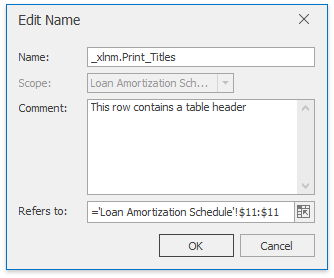 Edit Name
Name: _xlnm.Print_Titles
Scope: Loan Amortization Sch...
Comment: This row contains a table header
Refers to: ='Loan Amortization Schedule'!$11:$11
OK Cancel